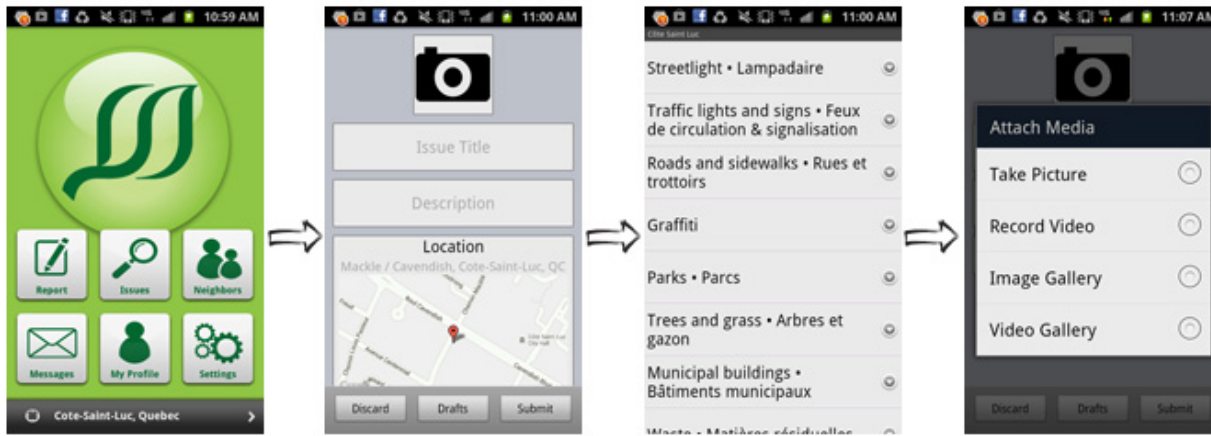 10:59 AM
Report
Issues
Neighbors
Messages
My Profile
Settings
Cote-Saint-Luc, Quebec
11:00 AM
Issue Title
Description
Location
Mackle / Cavendish, Cote-Saint-Luc, QC
Discard
Drafts
Submit
11:00 AM
Côte Saint Luc
Streetlight • Lampadaire
Traffic lights and signs • Feux
de circulation & signalisation
Roads and sidewalks • Rues et
trottoirs
Graffiti
Parks • Parcs
Trees and grass • Arbres et
gazon
Municipal buildings •
Bâtiments municipaux
Waste • Matières résiduelles
11:07 AM
Attach Media
Take Picture
Record Video
Image Gallery
Video Gallery
Discard
Drafts
Submit